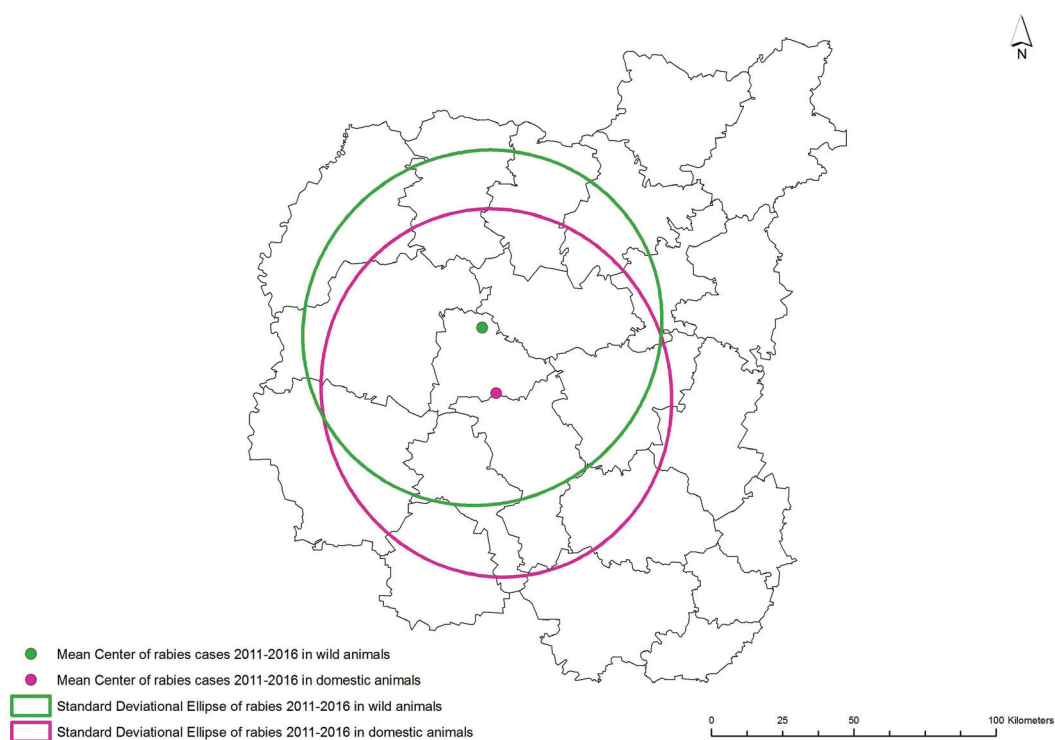 N
Mean Center of rabies cases 2011-2016 in wild animals
Mean Center of rabies cases 2011-2016 in domestic animals
Standard Deviational Ellipse of rabies 2011-2016 in wild animals
Standard Deviational Ellipse of rabies 2011-2016 in domestic animals
0 25 50 100 Kilometers